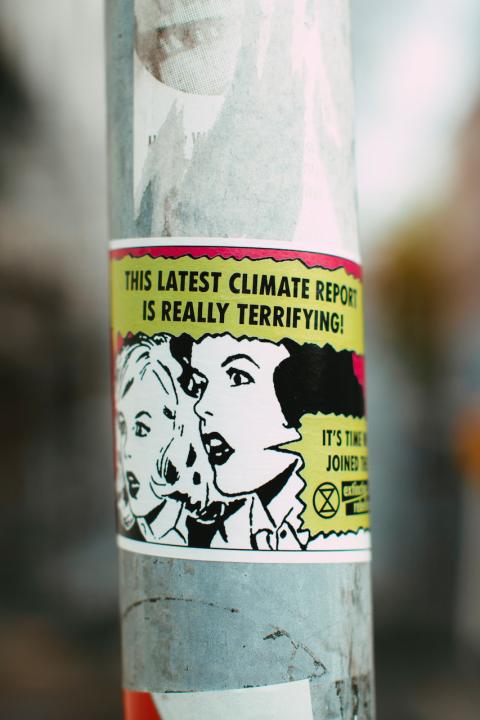 THIS LATEST CLIMATE REPORT
IS REALLY TERRIFYING!
IT'S TIME
JOINED